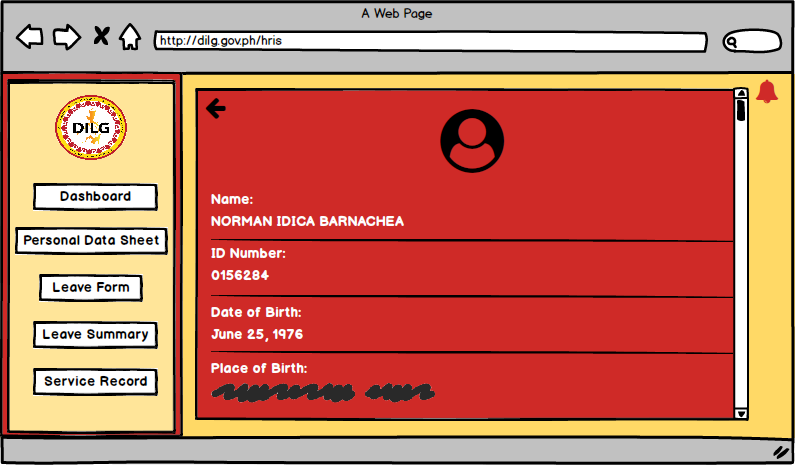 A Web Page
http://dilg.gov.ph/hris
DILG
Dashboard
Personal Data Sheet
Leave Form
Leave Summary
Service Record
Name:
NORMAN IDICA BARNACHEA
ID Number:
0156284
Date of Birth:
June 25, 1976
Place of Birth: